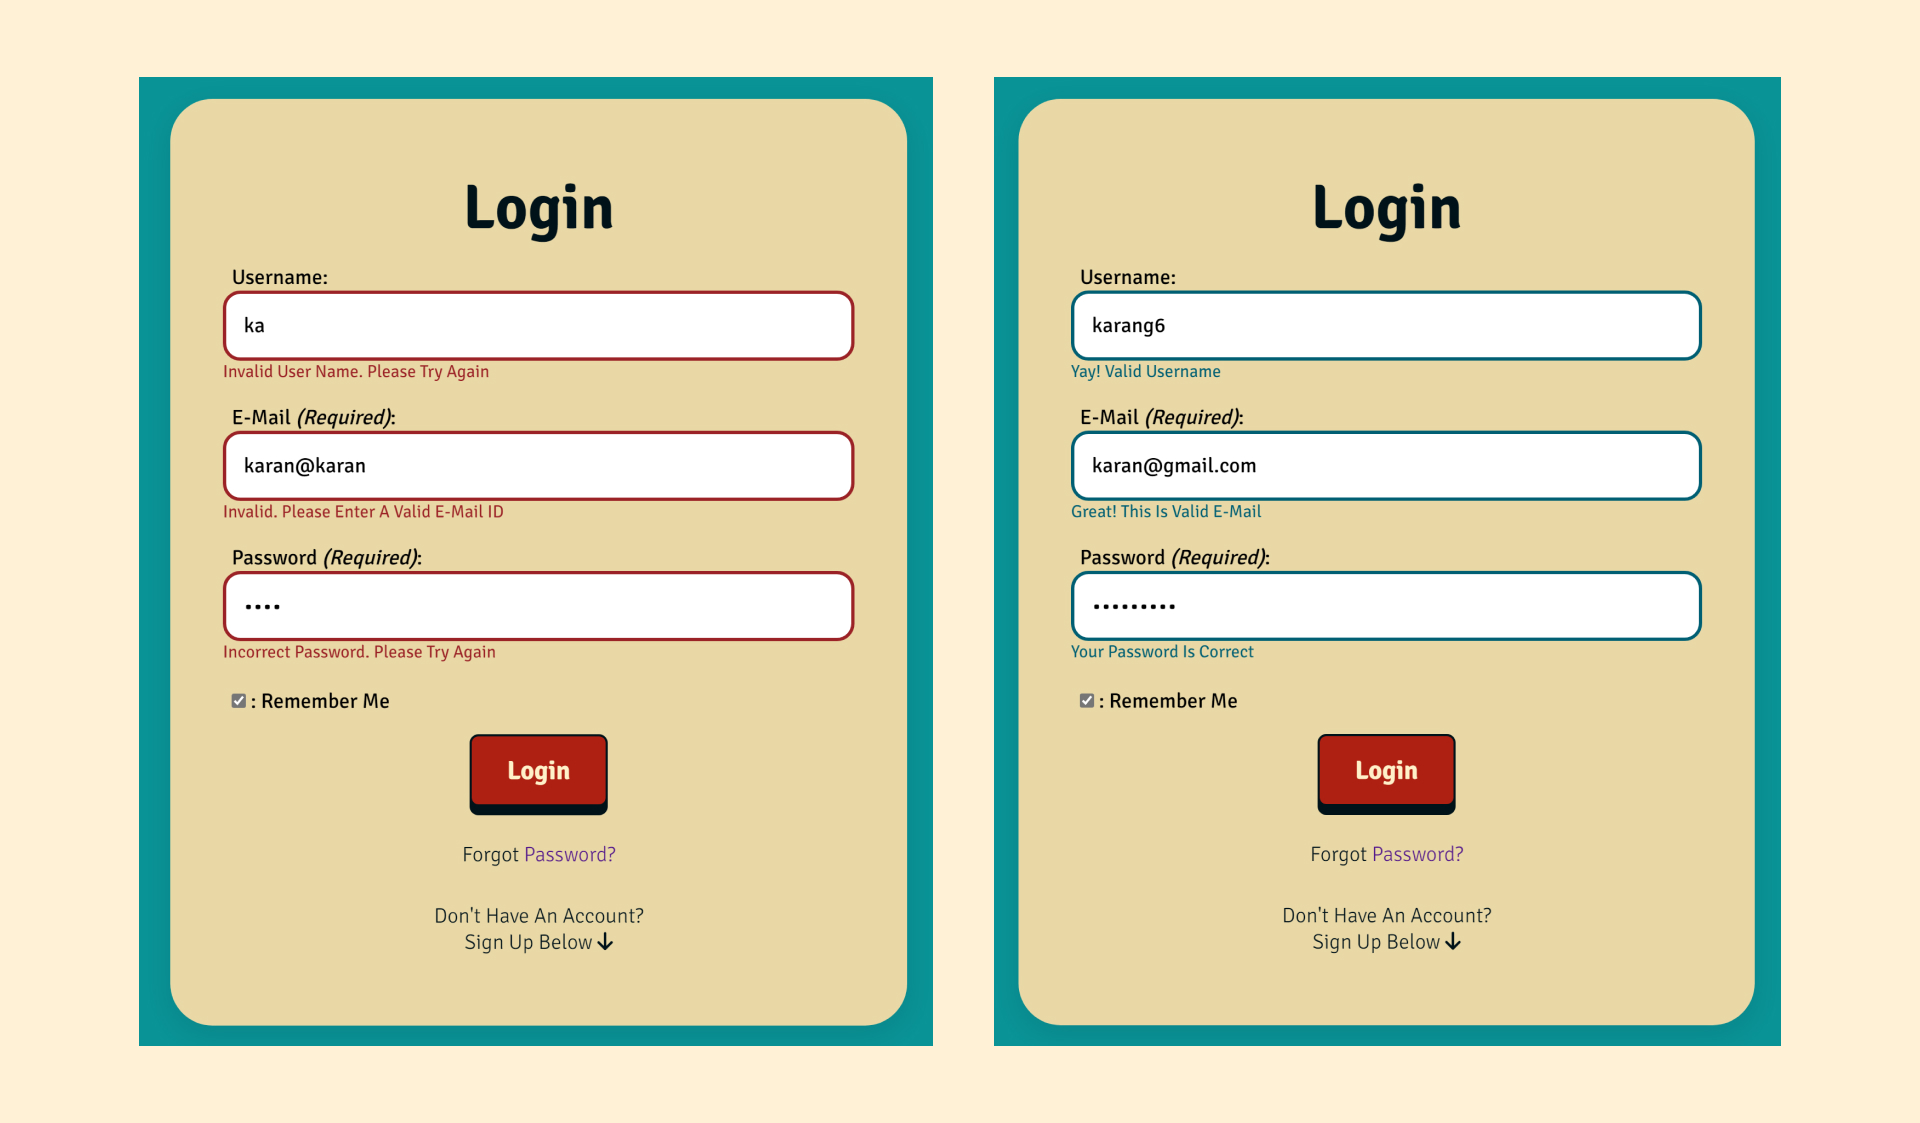 Login
Username:
ka
Invalid User Name. Please Try Again
E-Mail (Required):
karan@karan
Invalid. Please Enter A Valid E-Mail ID
Password (Required):
••••
Incorrect Password. Please Try Again
: Remember Me
Login
Forgot Password?
Don't Have An Account?
Sign Up Below
Login
Username:
karang6
Yay! Valid Username
E-Mail (Required):
karan@gmail.com
Great! This Is Valid E-Mail
Password (Required):
•••••••••
Your Password Is Correct
: Remember Me
Login
Forgot Password?
Don't Have An Account?
Sign Up Below